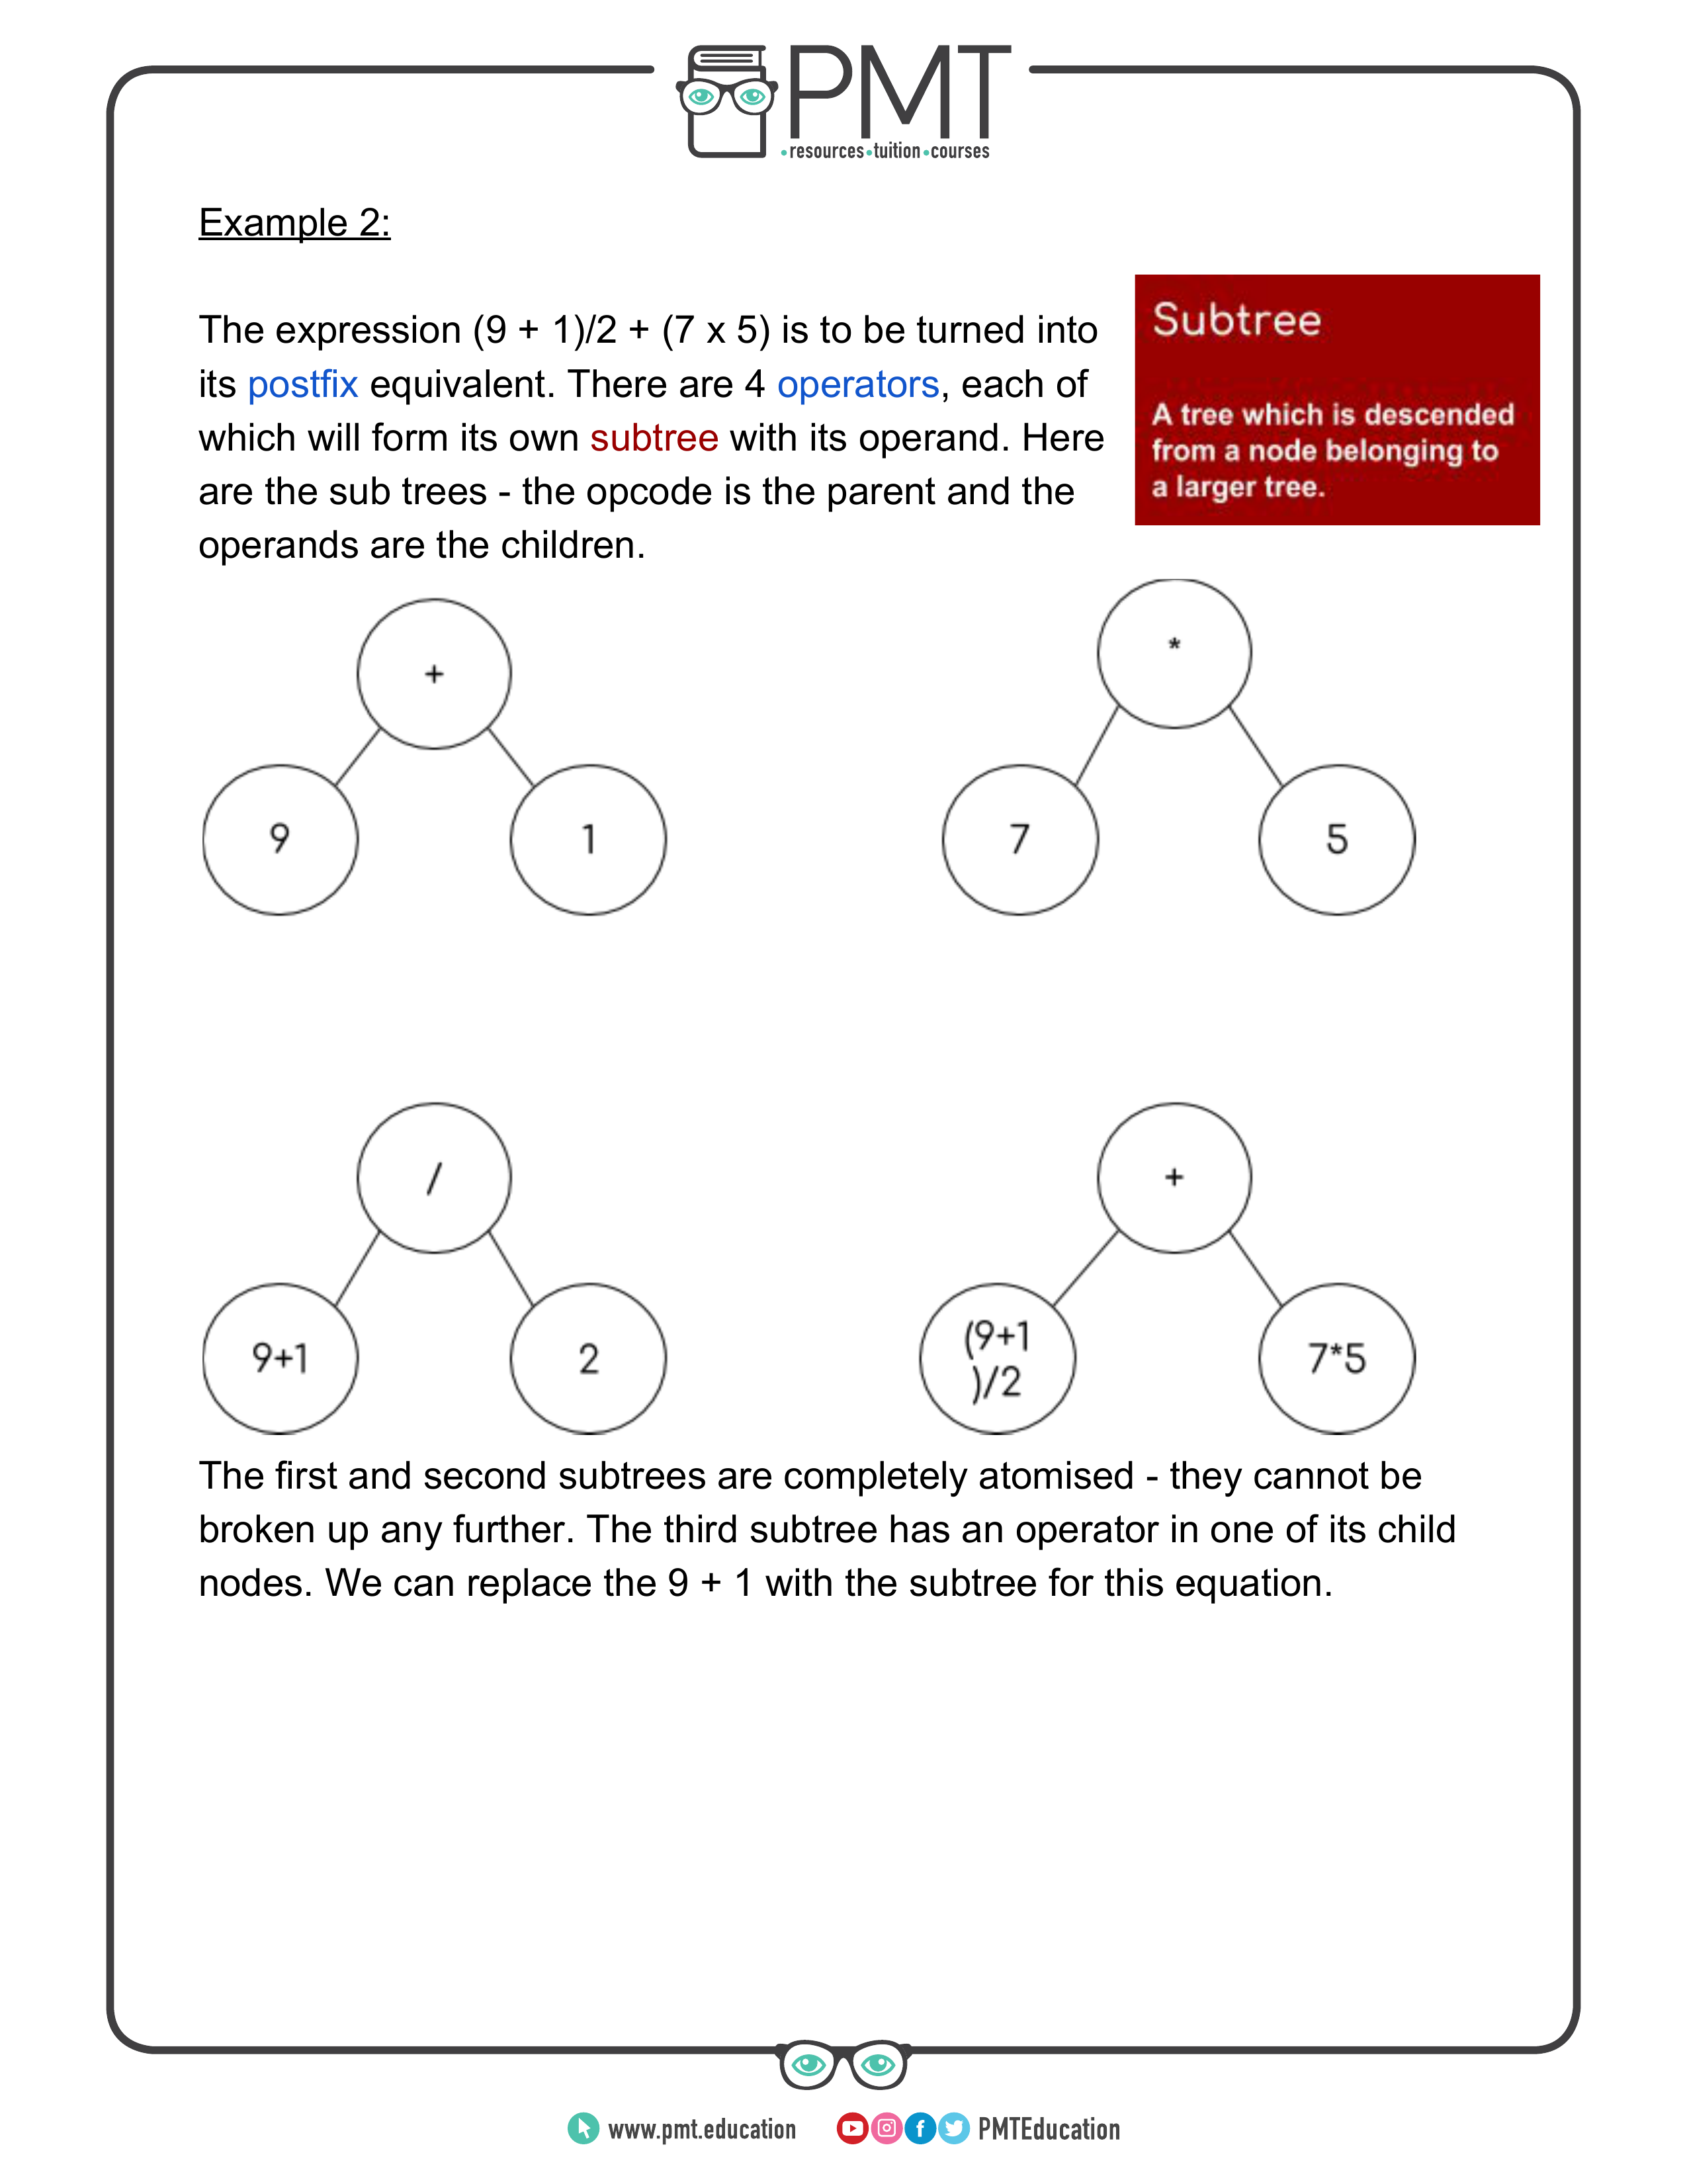 PMT
•resources•tuition•courses
Example 2:
The expression (9 + 1)/2 + (7 x 5) is to be turned into
its postfix equivalent. There are 4 operators, each of
which will form its own subtree with its operand. Here
are the sub trees - the opcode is the parent and the
operands are the children.
Subtree
A tree which is descended
from a node belonging to
a larger tree.
+
9
1
*
7
5
/
9+1
2
+
(9+1
)/2
7*5
The first and second subtrees are completely atomised - they cannot be
broken up any further. The third subtree has an operator in one of its child
nodes. We can replace the 9 + 1 with the subtree for this equation.
www.pmt.education
PMTEducation